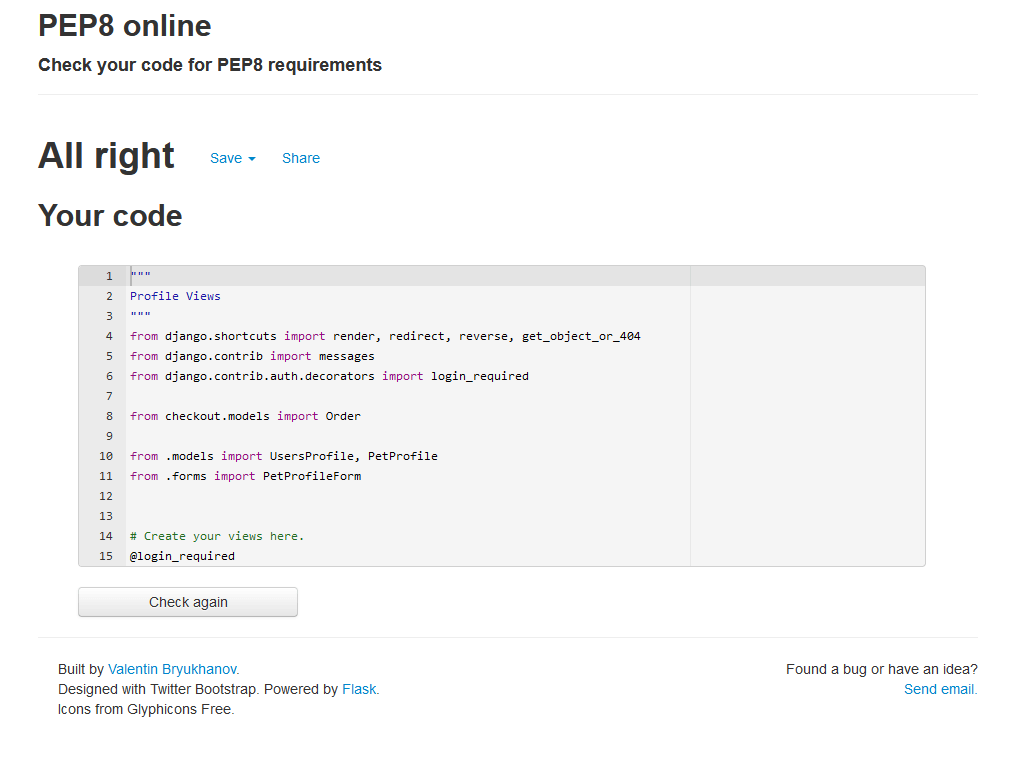 PEP8 online
Check your code for PEP8 requirements
All right Save Share
Your code
1 """
2 Profile Views
3 """
4 from django.shortcuts import render, redirect, reverse, get_object_or_404
5 from django.contrib import messages
6 from django.contrib.auth.decorators import login_required
7
8 from checkout.models import Order
9
10 from .models import UsersProfile, PetProfile
11 from .forms import PetProfileForm
12
13
14 # Create your views here.
15 @login_required
Check again
Built by Valentin Bryukhanov. Found a bug or have an idea?
Designed with Twitter Bootstrap. Powered by Flask. Send email.
Icons from Glyphicons Free.